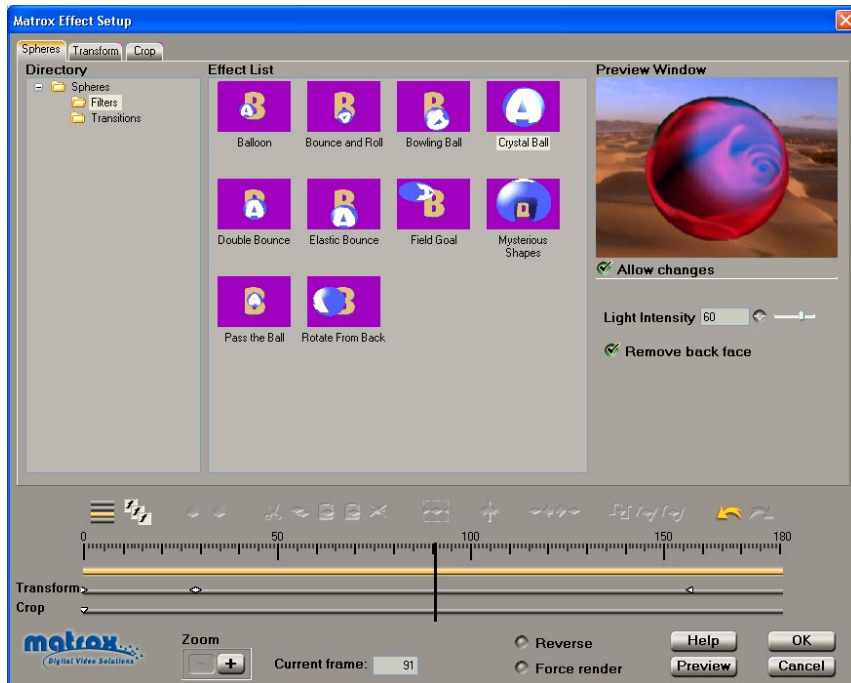 Matrox Effect Setup
Spheres Transform Crop
Directory
Spheres
Filters
Transitions
Effect List
B B B A
Balloon Bounce and Roll Bowling Ball Crystal Ball
B B B
Double Bounce Elastic Bounce Field Goal Mysterious
Shapes
B B
Pass the Ball Rotate From Back
Preview Window
Allow changes
Light Intensity 60
Remove back face
0 50 100 150 180
Transform
Crop
matrox
Digital Video Solutions
Zoom
- +
Current frame: 91
Reverse
Force render
Help OK
Preview Cancel